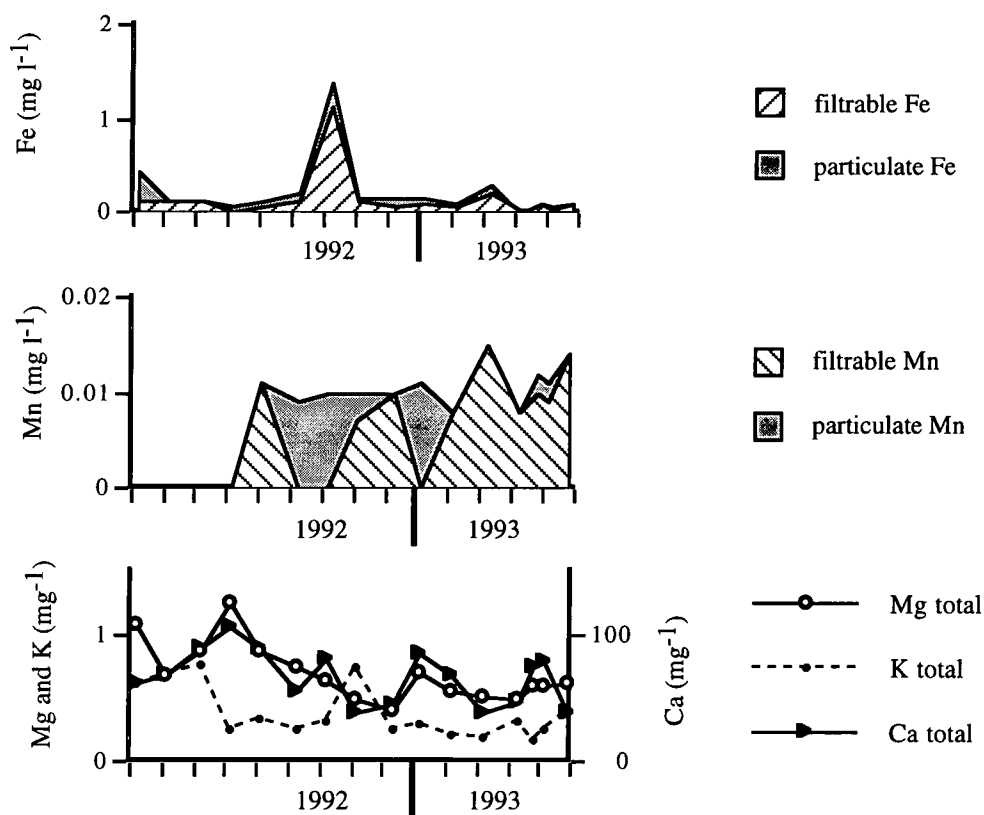 Fe (mg l-1)
2
1
0
1992
1993
filtrable Fe
particulate Fe
Mn (mg l-1)
0.02
0.01
0
1992
1993
filtrable Mn
particulate Mn
Mg and K (mg-1)
1
0
100
0
Ca (mg-1)
1992
1993
Mg total
K total
Ca total